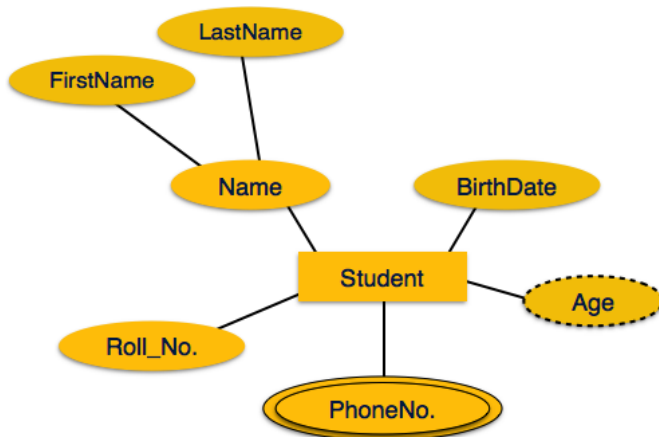 LastName
FirstName
Name
BirthDate
Student
Age
Roll_No.
PhoneNo.